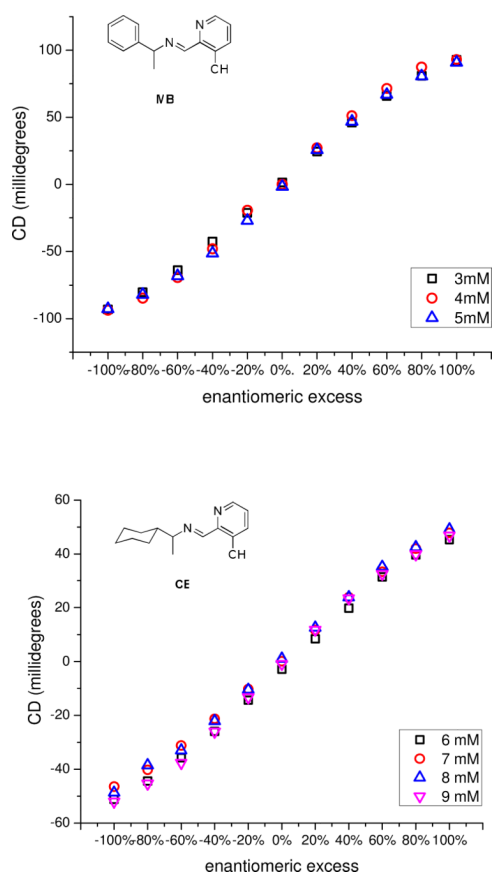 N
N
CH
MB
100
50
0
-50
-100
CD (millidegrees)
3mM
4mM
5mM
-100% -80% -60% -40% -20% 0%. 20% 40% 60% 80% 100%
enantiomeric excess
N
N
CH
CE
60
40
20
0
-20
-40
-60
CD (millidegrees)
6 mM
7 mM
8 mM
9 mM
-100% -80% -60% -40% -20% 0% 20% 40% 60% 80% 100%
enantiomeric excess